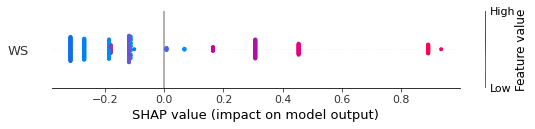 High
WS
Low
−0.2 0.0 0.2 0.4 0.6 0.8
SHAP value (impact on model output)
Feature value